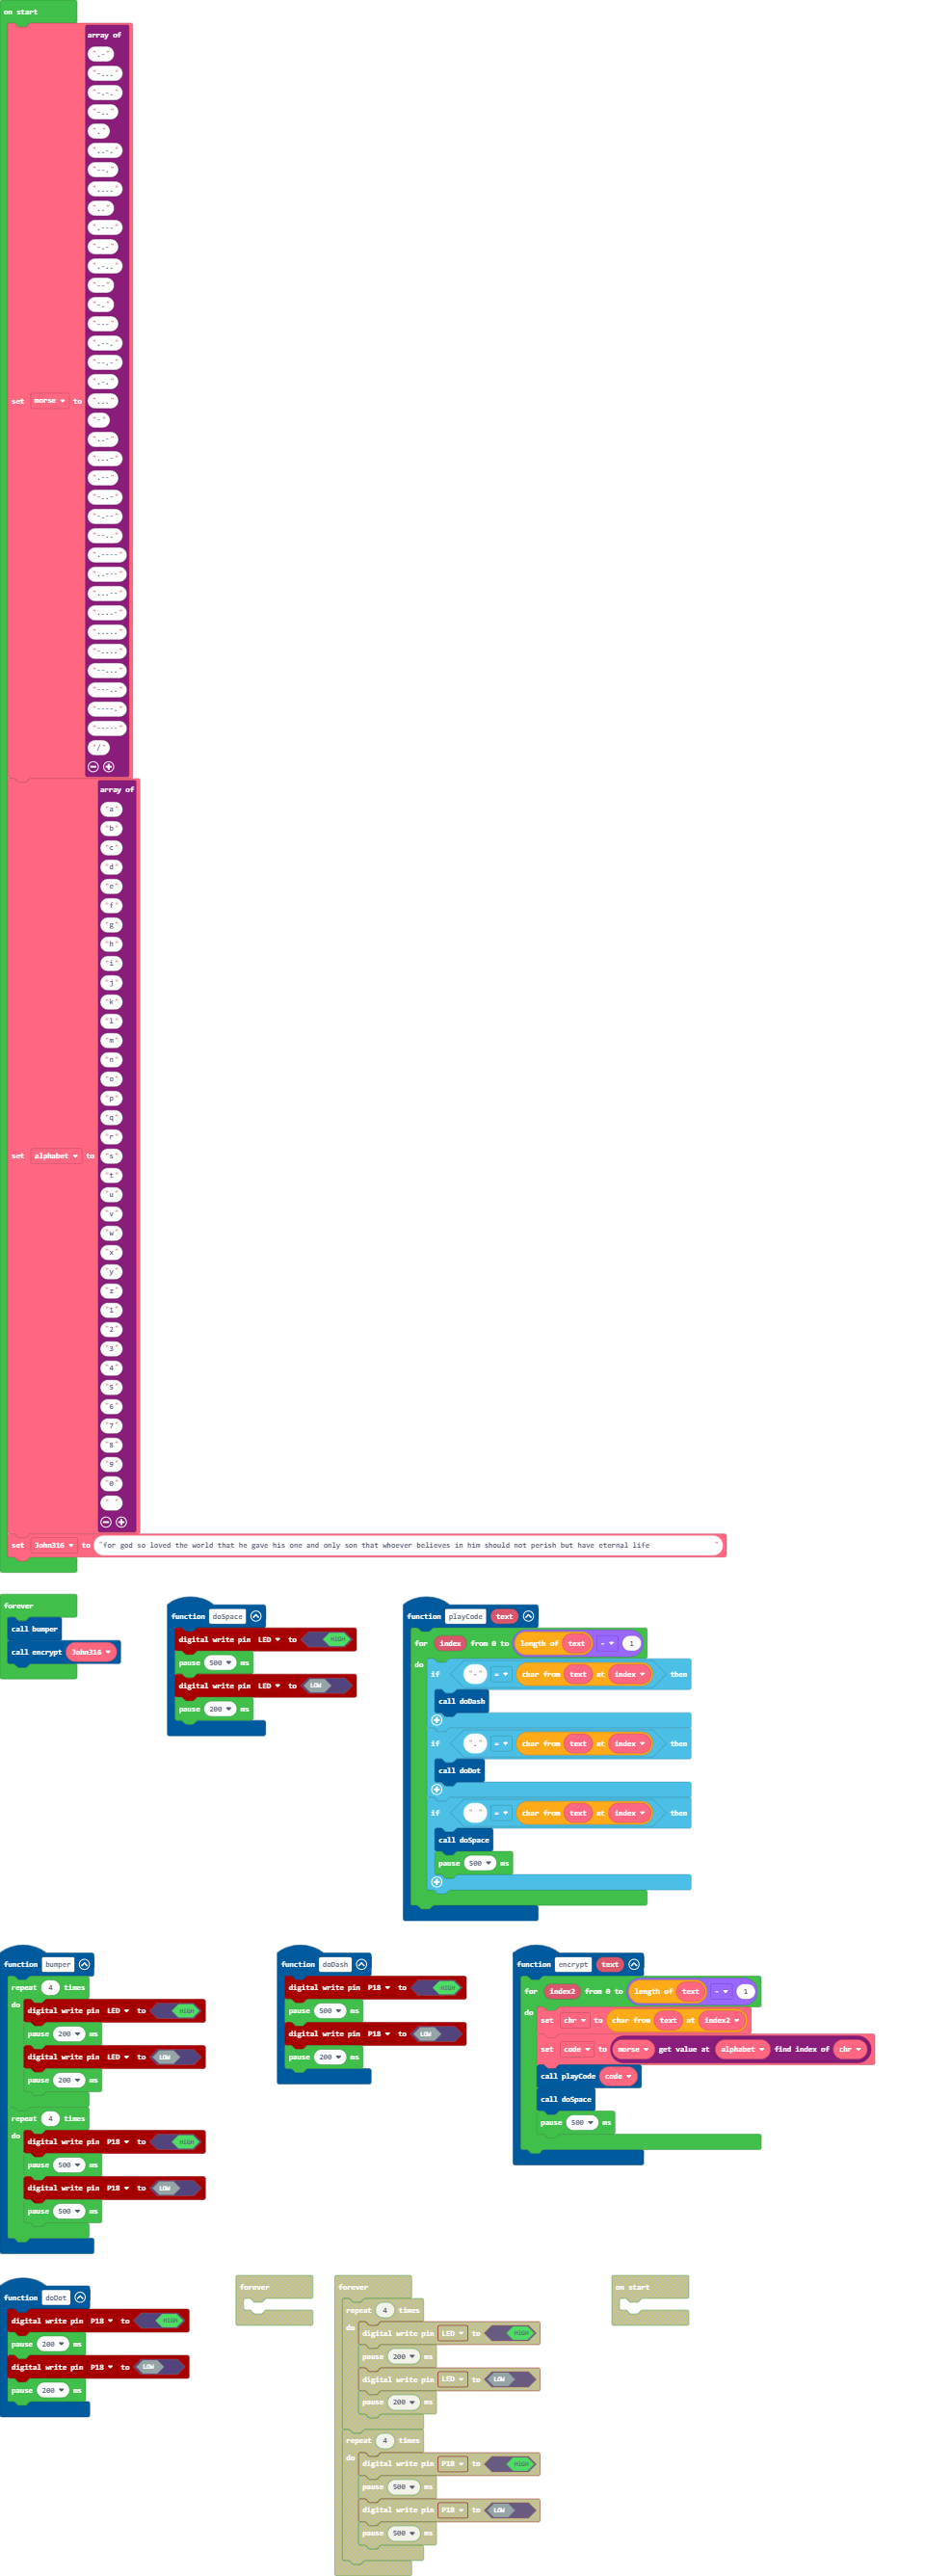 on start
array of
".-"
"-..."
"-.-."
"-.."
"."
"..-."
"--."
"...."
".."
".---"
"-.-"
".-.."
"--"
"-."
"---"
".--."
"--.-"
".-."
set morse to "..."
"-"
"..-"
"...-"
".--"
"-..-"
"-.--"
"--.."
".----"
"..---"
"...--"
"....-"
"....."
"-...."
"--..."
"---.."
"----."
"-----"
"/"
array of
"a"
"b"
"c"
"d"
"e"
"f"
"g"
"h"
"i"
"j"
"k"
"l"
"m"
"n"
"o"
"p"
"q"
"r"
set alphabet to "s"
"t"
"u"
"v"
"w"
"x"
"y"
"z"
"1"
"2"
"3"
"4"
"5"
"6"
"7"
"8"
"9"
"0"
" "
set John316 to "for god so loved the world that he gave his one and only son that whoever believes in him should not perish but have eternal life "
forever
call bumper
call encrypt John316
function doSpace
digital write pin LED to HIGH
pause 500 ms
digital write pin LED to LOW
pause 200 ms
function playCode text
for index from 0 to length of text - 1
do
if "-" = char from text at index then
call doDash
if "." = char from text at index then
call doDot
if " " = char from text at index then
call doSpace
pause 500 ms
function bumper
repeat 4 times
do
digital write pin LED to HIGH
pause 200 ms
digital write pin LED to LOW
pause 200 ms
repeat 4 times
do
digital write pin P18 to HIGH
pause 500 ms
digital write pin P18 to LOW
pause 500 ms
function doDash
digital write pin P18 to HIGH
pause 500 ms
digital write pin P18 to LOW
pause 200 ms
function encrypt text
for index2 from 0 to length of text - 1
do
set chr to char from text at index2
set code to morse get value at alphabet find index of chr
call playCode code
call doSpace
pause 500 ms
function doDot
digital write pin P18 to HIGH
pause 200 ms
digital write pin P18 to LOW
pause 200 ms
forever
forever
repeat 4 times
do
digital write pin LED to HIGH
pause 200 ms
digital write pin LED to LOW
pause 200 ms
repeat 4 times
do
digital write pin P18 to HIGH
pause 500 ms
digital write pin P18 to LOW
pause 500 ms
on start